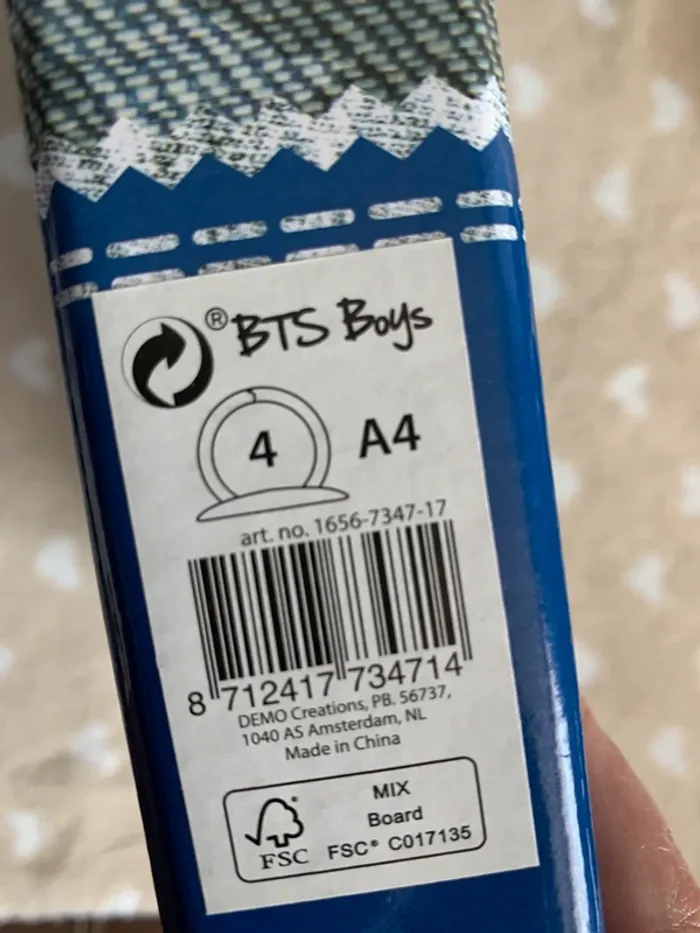 ® BTS Boys
4 A4
art. no. 1656-7347-17
8 712417 734714
DEMO Creations, PB. 56737,
1040 AS Amsterdam, NL
Made in China
MIX
Board
FSC FSC® C017135